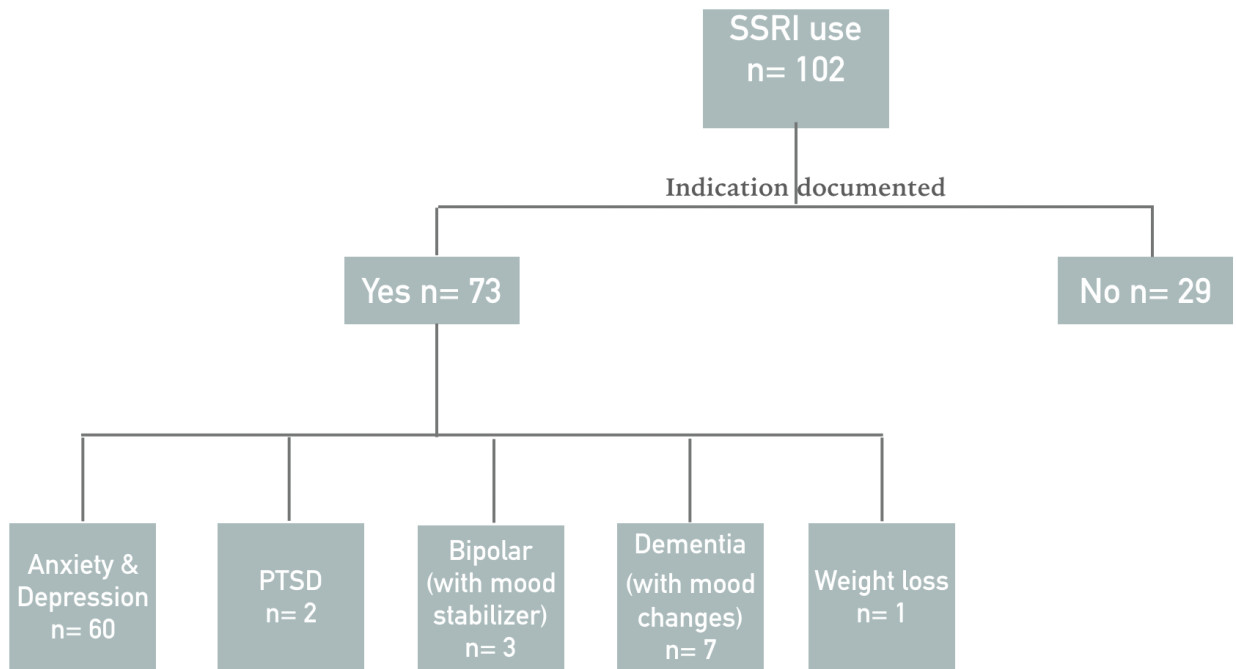 SSRI use
n= 102
Indication documented
Yes n= 73
No n= 29
Anxiety &
Depression
n= 60
PTSD
n= 2
Bipolar
(with mood
stabilizer)
n= 3
Dementia
(with mood
changes)
n= 7
Weight loss
n= 1